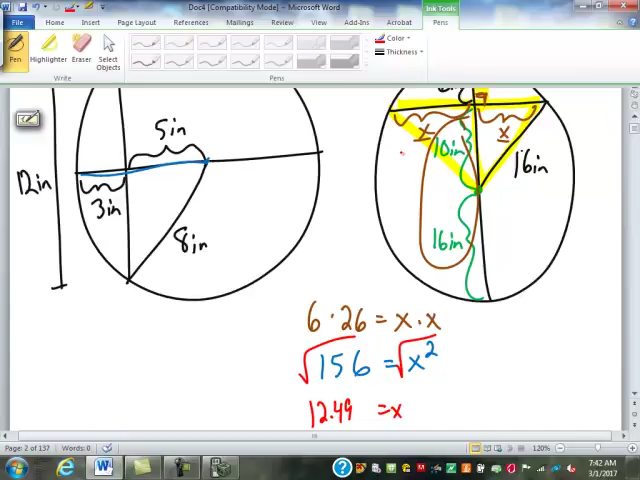 Doc4 [Compatibility Mode] - Microsoft Word
Ink Tools
File Home Insert Page Layout References Mailings Review View Add-Ins Acrobat Pens
Pen Highlighter Eraser Select Objects
Color
Thickness
Write Pens
5in
12in
3in
8in
x x
10in
16in
16in
6·26=x·x
√156=√x²
12.49 =x
Page: 2 of 137 Words: 0 120%
7:42 AM
3/1/2017